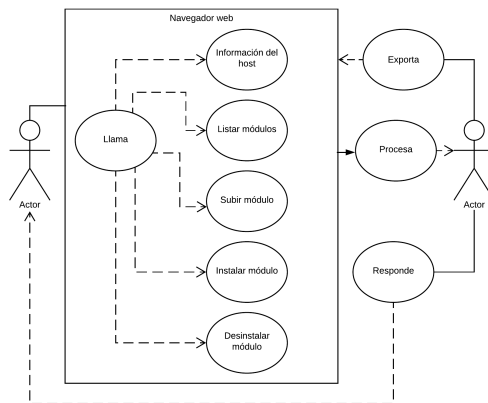 Navegador web
Información del
host
Exporta
Llama
Listar módulos
Procesa
Subir módulo
Actor
Actor
Instalar módulo
Responde
Desinstalar
módulo